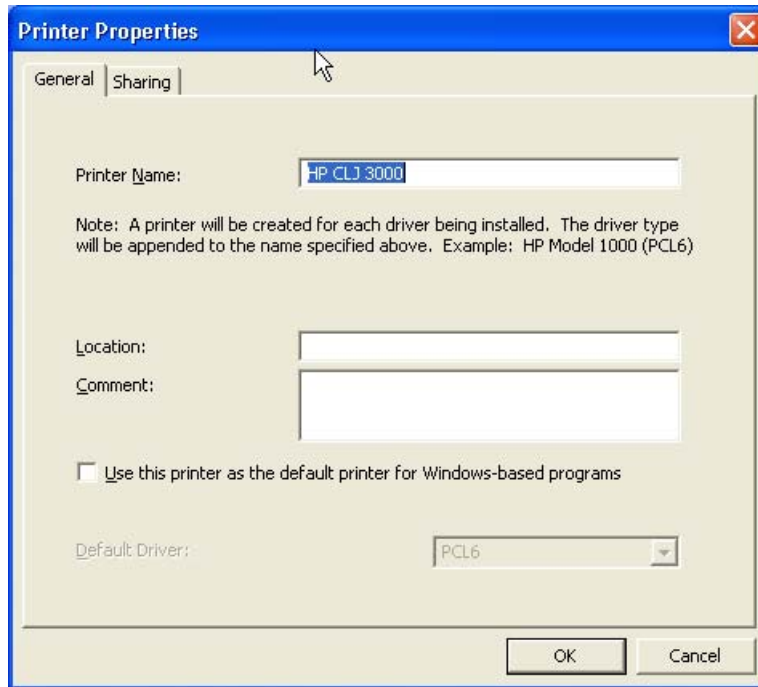 Printer Properties
General
Sharing
Printer Name:
HP CLJ 3000
Note: A printer will be created for each driver being installed. The driver type
will be appended to the name specified above. Example: HP Model 1000 (PCL6)
Location:
Comment:
Use this printer as the default printer for Windows-based programs
Default Driver:
PCL6
OK
Cancel